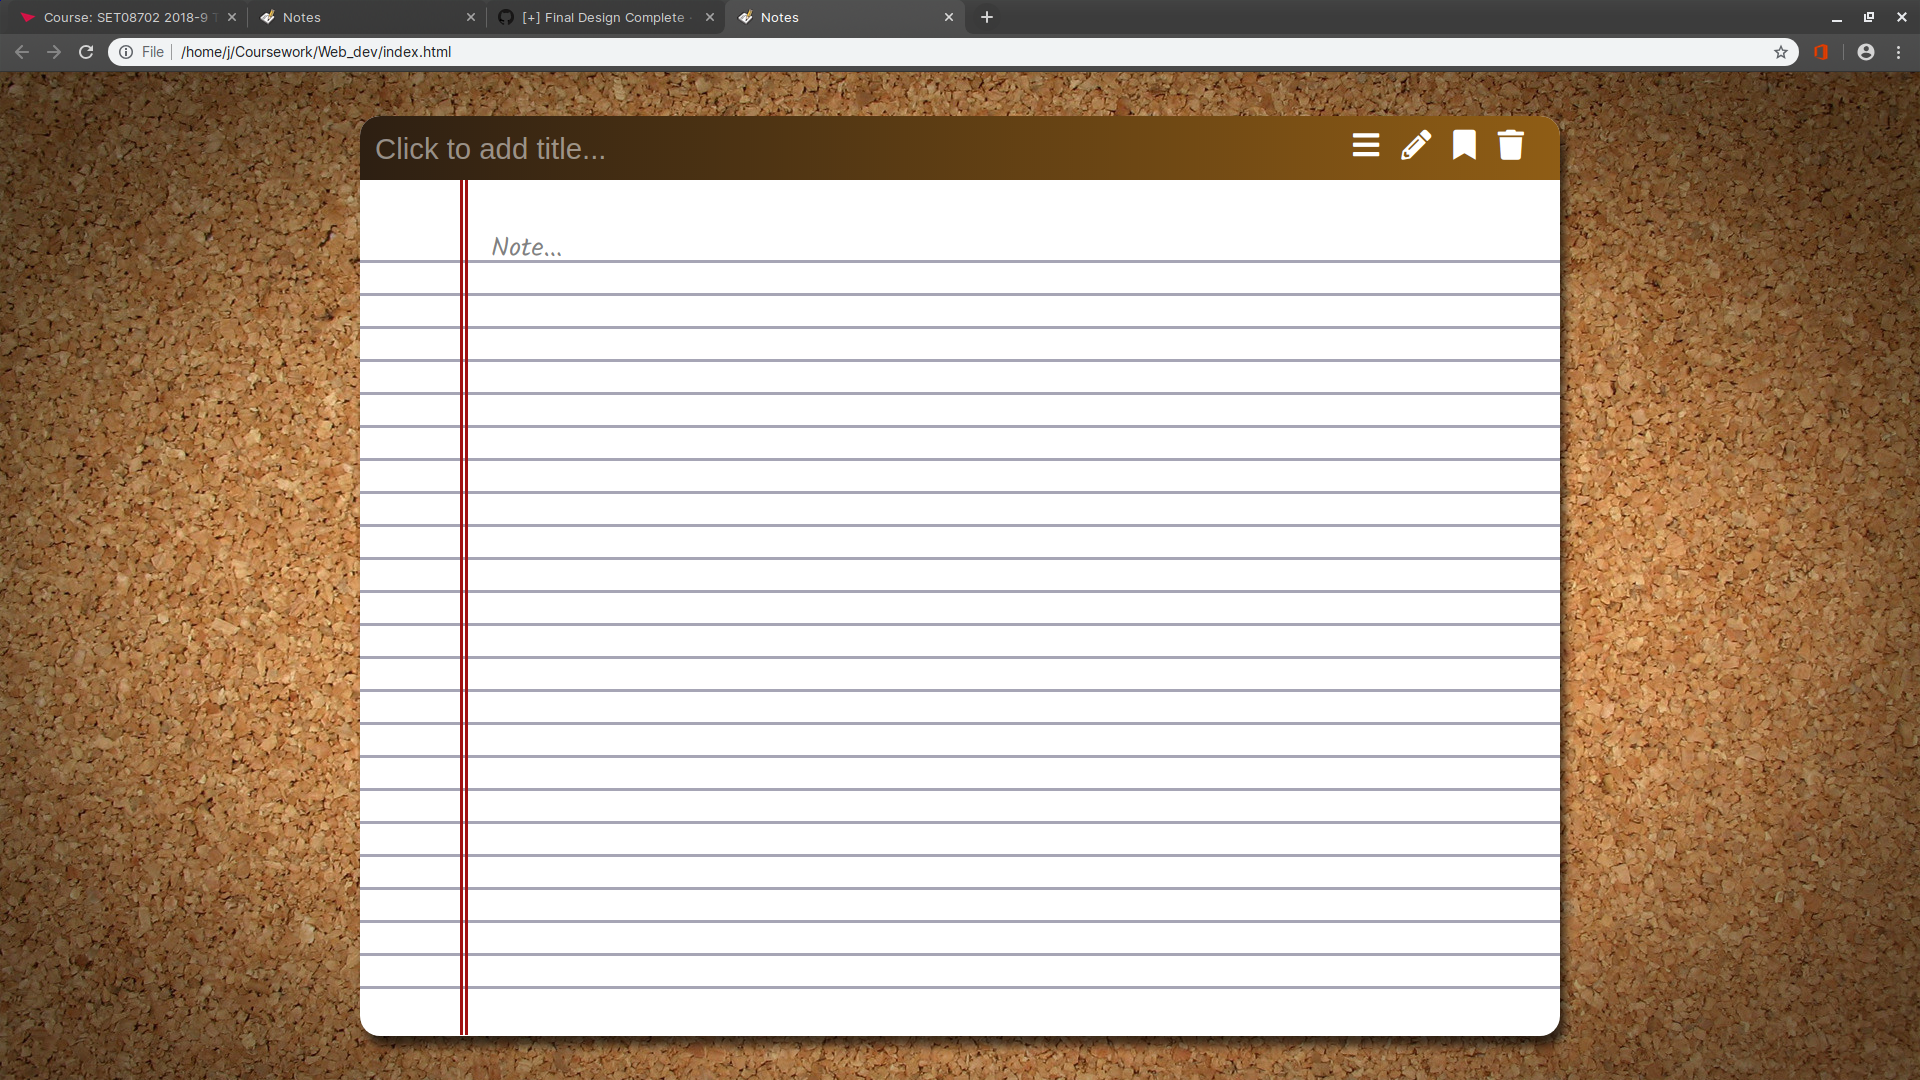 Course: SET08702 2018-9 T
Notes
[+] Final Design Complete ·
Notes
File
/home/j/Coursework/Web_dev/index.html
Click to add title...
Note...